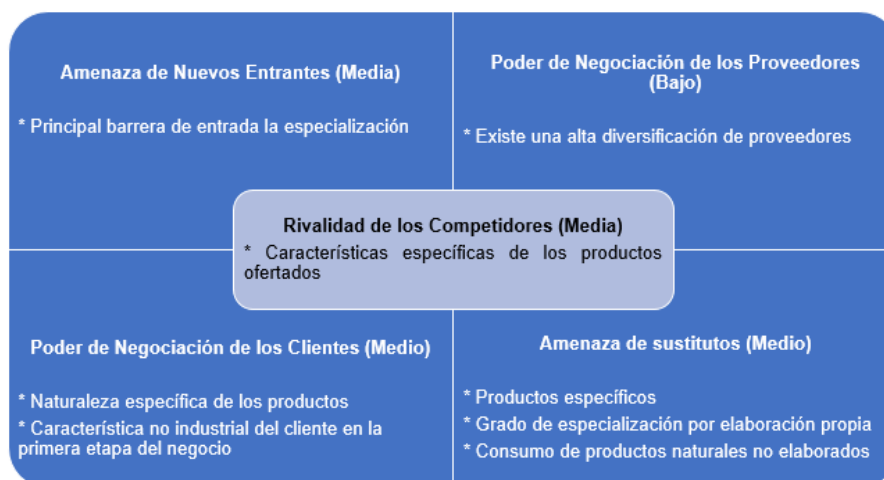 Amenaza de Nuevos Entrantes (Media)
* Principal barrera de entrada la especialización
Poder de Negociación de los Proveedores
(Bajo)
* Existe una alta diversificación de proveedores
Rivalidad de los Competidores (Media)
* Características específicas de los productos
ofertados
Poder de Negociación de los Clientes (Medio)
* Naturaleza específica de los productos
* Característica no industrial del cliente en la
primera etapa del negocio
Amenaza de sustitutos (Medio)
* Productos específicos
* Grado de especialización por elaboración propia
* Consumo de productos naturales no elaborados